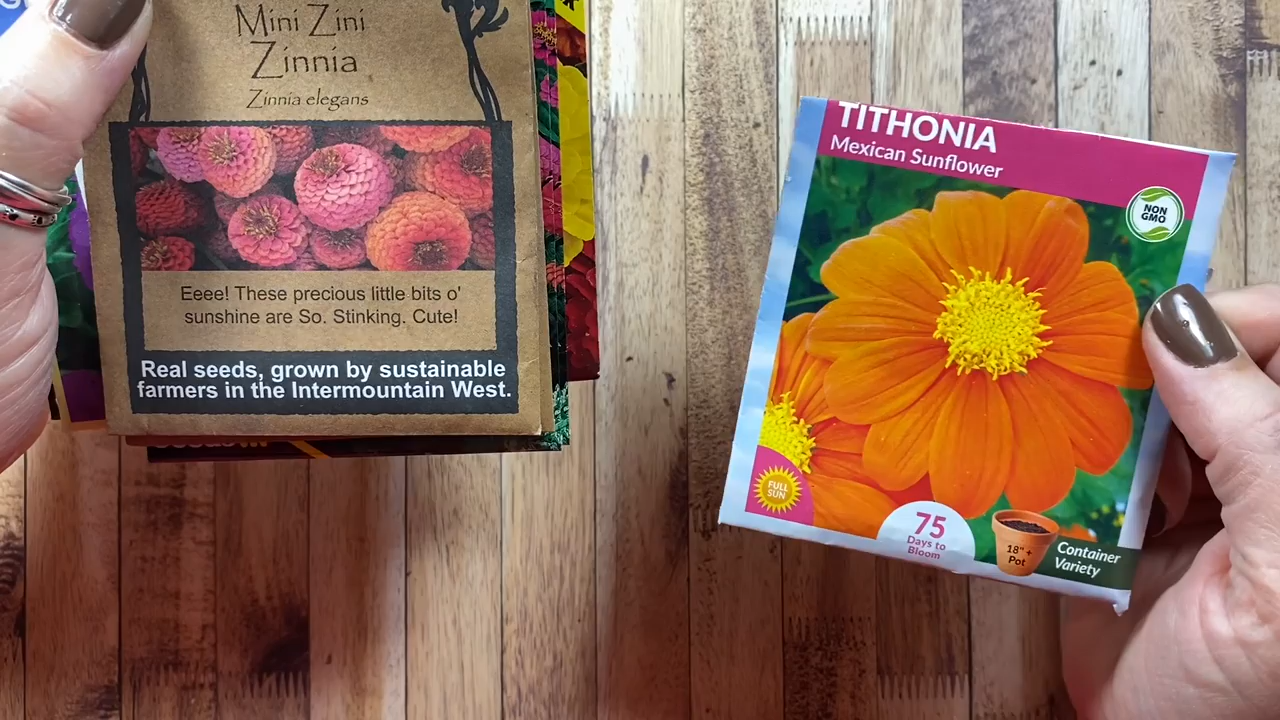 Mini Zini
Zinnia
Zinnia elegans
Eeee! These precious little bits o'
sunshine are So. Stinking. Cute!
Real seeds, grown by sustainable
farmers in the Intermountain West.
TITHONIA
Mexican Sunflower
NON
GMO
FULL
SUN
75
Days to
Bloom
18" +
Pot
Container
Variety